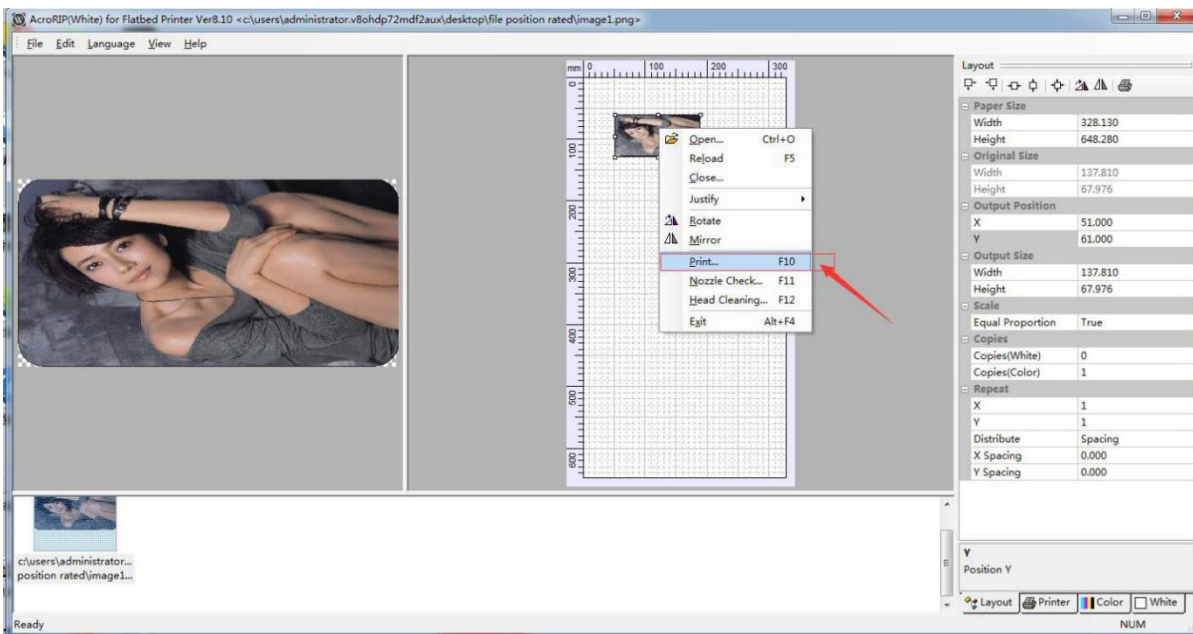 AcroRIP(White) for Flatbed Printer Ver8.10 <c:\users\administrator.v8ohdp72mdf2aux\desktop\file position rated\image1.png>
File Edit Language View Help
mm 0 100 200 300
0
100
200
300
400
500
600
Open... Ctrl+O
Reload F5
Close...
Justify
Rotate
Mirror
Print... F10
Nozzle Check... F11
Head Cleaning... F12
Exit Alt+F4
Layout
Paper Size
Width 328.130
Height 648.280
Original Size
Width 137.810
Height 67.976
Output Position
X 51.000
Y 61.000
Output Size
Width 137.810
Height 67.976
Scale
Equal Proportion True
Copies
Copies(White) 0
Copies(Color) 1
Repeat
X 1
Y 1
Distribute Spacing
X Spacing 0.000
Y Spacing 0.000
Y
Position Y
Layout Printer Color White
c:\users\administrator...
position rated\image1...
Ready NUM